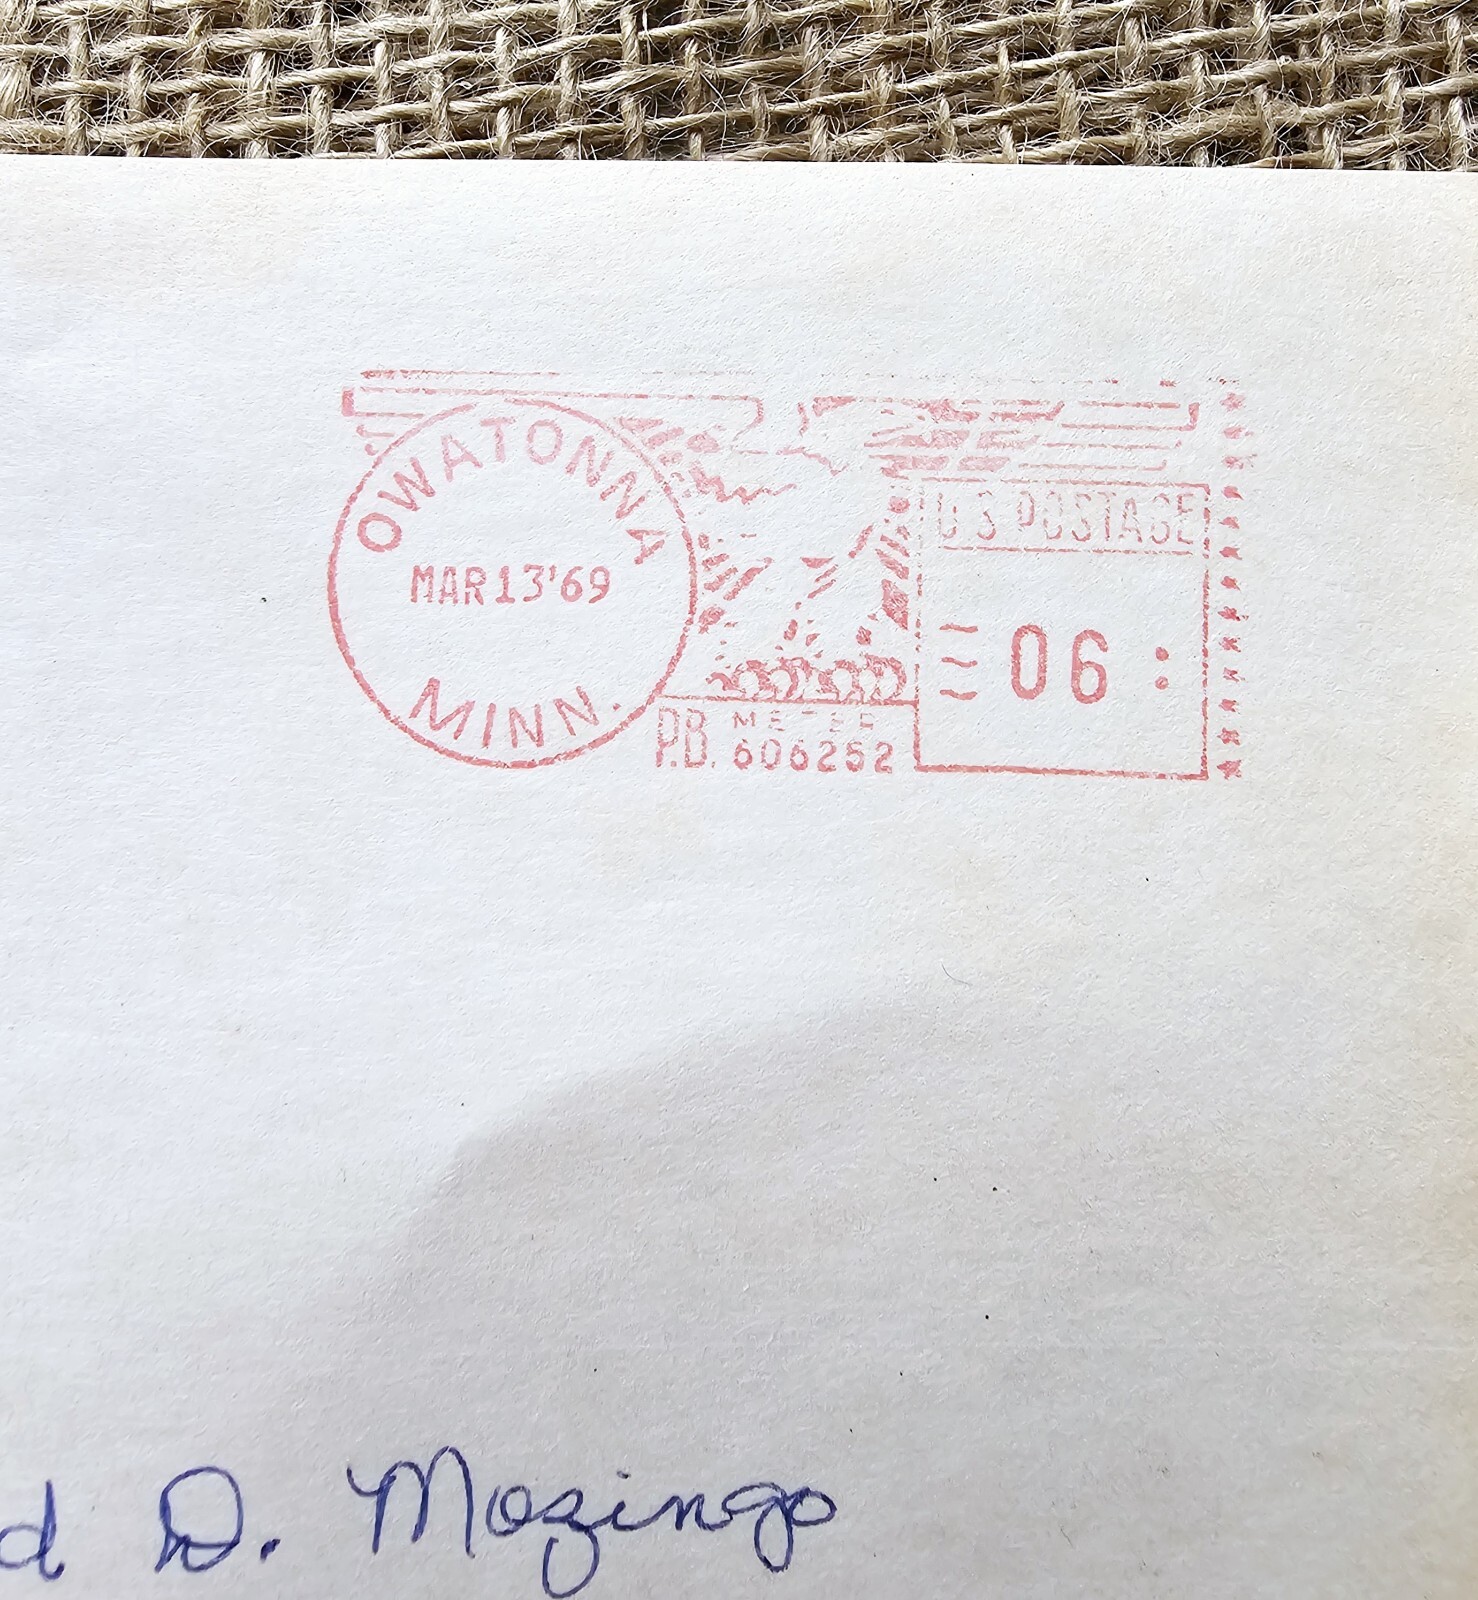 OWATONNA
MAR 13 '69
MINN.
U.S. POSTAGE
06
P.B. METER
606252
d D. Mozingo